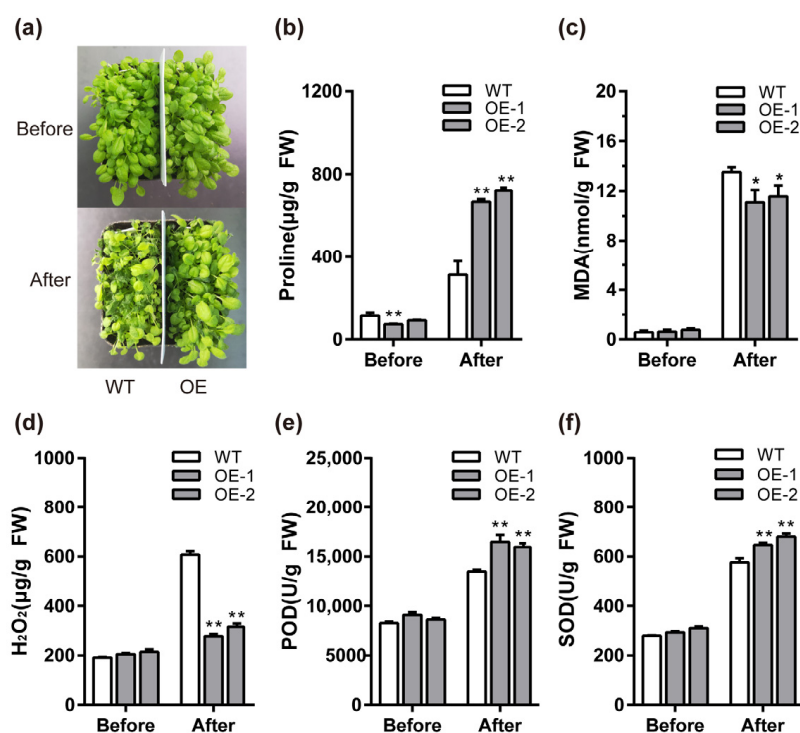 (a)
Before
After
WT OE
(b)
Proline(μg/g FW)
1200
800
400
0
WT
OE-1
OE-2
**
**
**
Before After
(c)
MDA(nmol/g FW)
20
16
12
8
4
0
WT
OE-1
OE-2
*
*
Before After
(d)
H₂O₂(μg/g FW)
1000
800
600
400
200
0
WT
OE-1
OE-2
**
**
Before After
(e)
POD(U/g FW)
25,000
20,000
15,000
10,000
5000
0
WT
OE-1
OE-2
**
**
Before After
(f)
SOD(U/g FW)
1000
800
600
400
200
0
WT
OE-1
OE-2
**
**
Before After